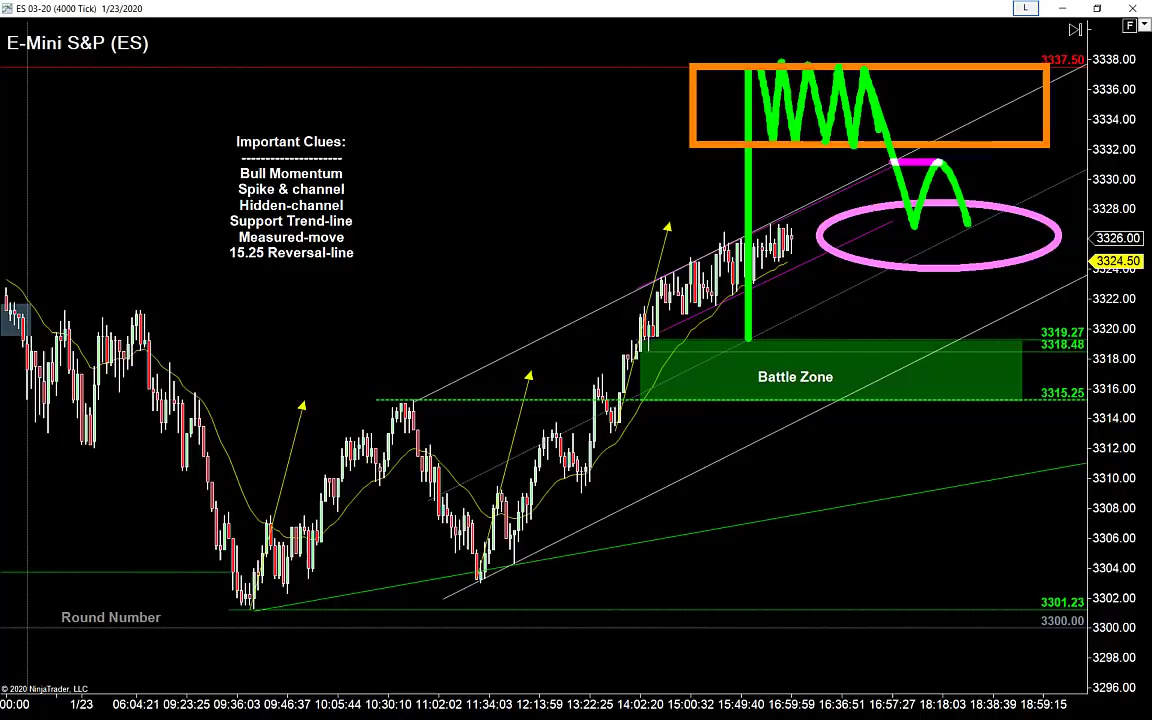 ES 03-20 (4000 Tick) 1/23/2020
L
F
E-Mini S&P (ES)
3337.50
3338.00
3336.00
3334.00
3332.00
3330.00
3328.00
3326.00
3324.50
3324.00
3322.00
3320.00
3319.27
3318.48
3318.00
3316.00
3315.25
3314.00
3312.00
3310.00
3308.00
3306.00
3304.00
3302.00
3301.23
3300.00
3300.00
3298.00
3296.00
Important Clues:
---------------------
Bull Momentum
Spike & channel
Hidden-channel
Support Trend-line
Measured-move
15.25 Reversal-line
Battle Zone
Round Number
© 2020 NinjaTrader, LLC
00:00 1/23 06:04:21 09:23:25 09:36:03 09:46:37 10:05:44 10:30:10 11:02:02 11:34:03 12:13:59 13:22:25 14:02:20 15:00:32 15:49:40 16:59:59 16:36:51 16:57:27 18:18:03 18:38:39 18:59:15